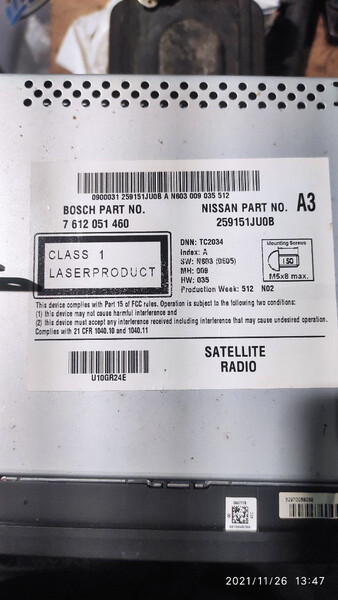 0900031 259151JU0B A N603 009 035 512
BOSCH PART NO.
7 612 051 460
NISSAN PART NO.
259151JU0B
A3
CLASS 1
LASERPRODUCT
DNN: TC2034
Index: A
SW: N603 (0E05)
MH: 009
HW: 035
Production Week: 512 N02
Mounting Screws
ISO
M5x8 max.
This device complies with Part 15 of FCC rules. Operation is subject to the following two conditions:
(1) this device may not cause harmful interference and
(2) this device must accept any interference received including interference that may cause undesired operation.
Complies with 21 CFR 1040.10 and 1040.11
U10GR24E
SATELLITE
RADIO
2021/11/26 13:47